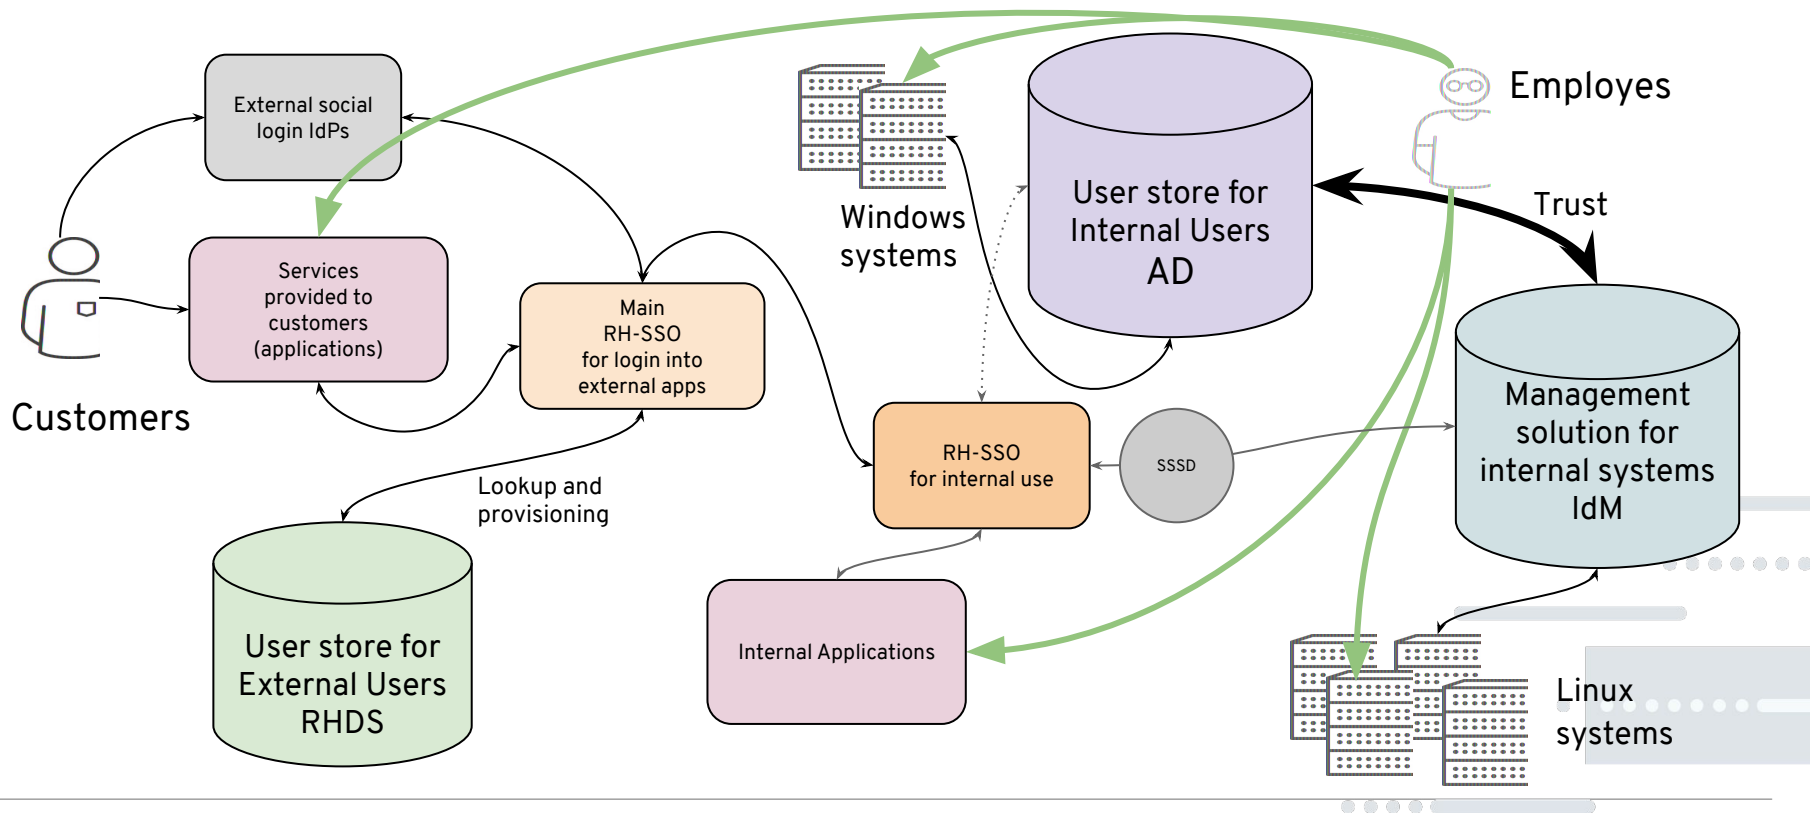 Employes
External social
login IdPs
Trust
Windows
systems
User store for
Internal Users
AD
Services
provided to
customers
(applications)
Main
RH-SSO
for login into
external apps
Customers
Management
solution for
internal systems
IdM
RH-SSO
for internal use
SSSD
Lookup and
provisioning
User store for
External Users
RHDS
Internal Applications
Linux
systems